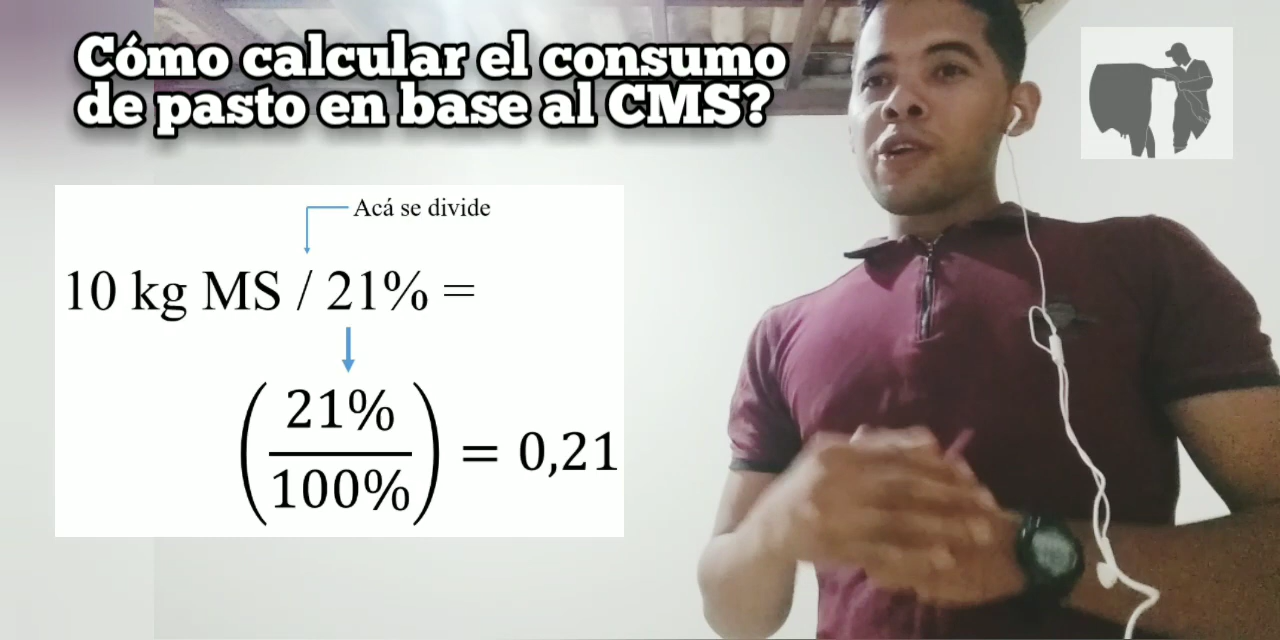 Cómo calcular el consumo
de pasto en base al CMS?
Acá se divide
10 kg MS / 21% =
21%
100%
= 0,21